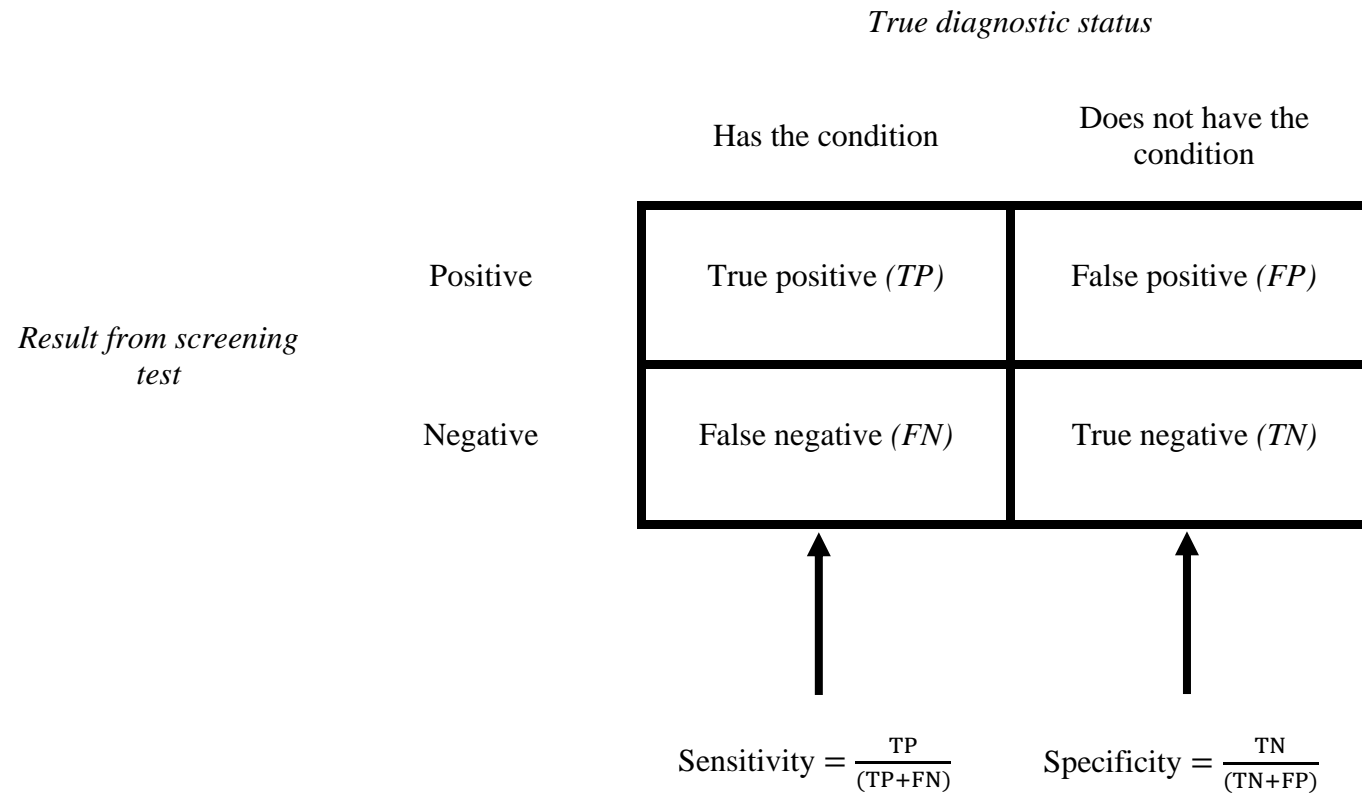 True diagnostic status
Has the condition
Does not have the
condition
Positive
True positive (TP)
False positive (FP)
Result from screening
test
Negative
False negative (FN)
True negative (TN)
Sensitivity = TP/(TP+FN)
Specificity = TN/(TN+FP)